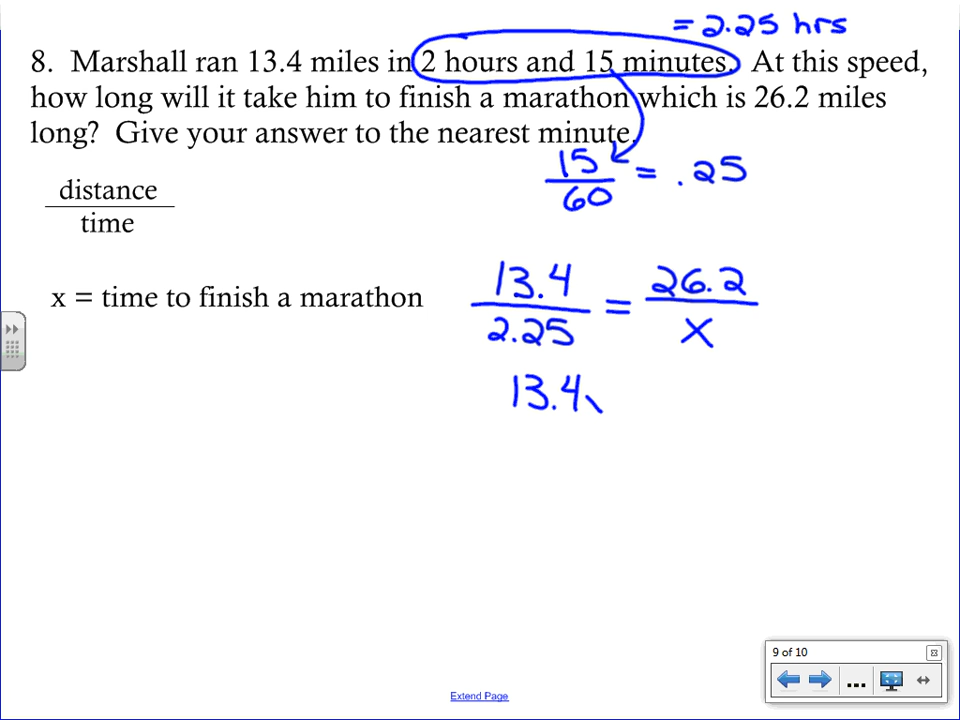 = 2.25 hrs
8. Marshall ran 13.4 miles in 2 hours and 15 minutes. At this speed,
how long will it take him to finish a marathon which is 26.2 miles
long? Give your answer to the nearest minute.
15/60 = .25
distance
time
x = time to finish a marathon
13.4/2.25 = 26.2/x
13.4
9 of 10
...
Extend Page